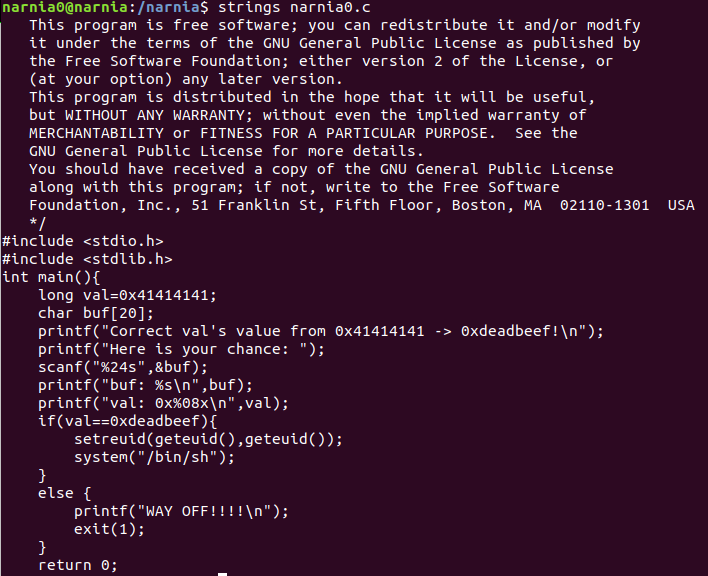 narnia0@narnia:/narnia$ strings narnia0.c
This program is free software; you can redistribute it and/or modify
it under the terms of the GNU General Public License as published by
the Free Software Foundation; either version 2 of the License, or
(at your option) any later version.
This program is distributed in the hope that it will be useful,
but WITHOUT ANY WARRANTY; without even the implied warranty of
MERCHANTABILITY or FITNESS FOR A PARTICULAR PURPOSE.  See the
GNU General Public License for more details.
You should have received a copy of the GNU General Public License
along with this program; if not, write to the Free Software
Foundation, Inc., 51 Franklin St, Fifth Floor, Boston, MA  02110-1301  USA
*/
#include <stdio.h>
#include <stdlib.h>
int main(){
    long val=0x41414141;
    char buf[20];
    printf("Correct val's value from 0x41414141 -> 0xdeadbeef!\n");
    printf("Here is your chance: ");
    scanf("%24s",&buf);
    printf("buf: %s\n",buf);
    printf("val: 0x%08x\n",val);
    if(val==0xdeadbeef){
        setreuid(geteuid(),geteuid());
        system("/bin/sh");
    }
    else {
        printf("WAY OFF!!!!\n");
        exit(1);
    }
    return 0;